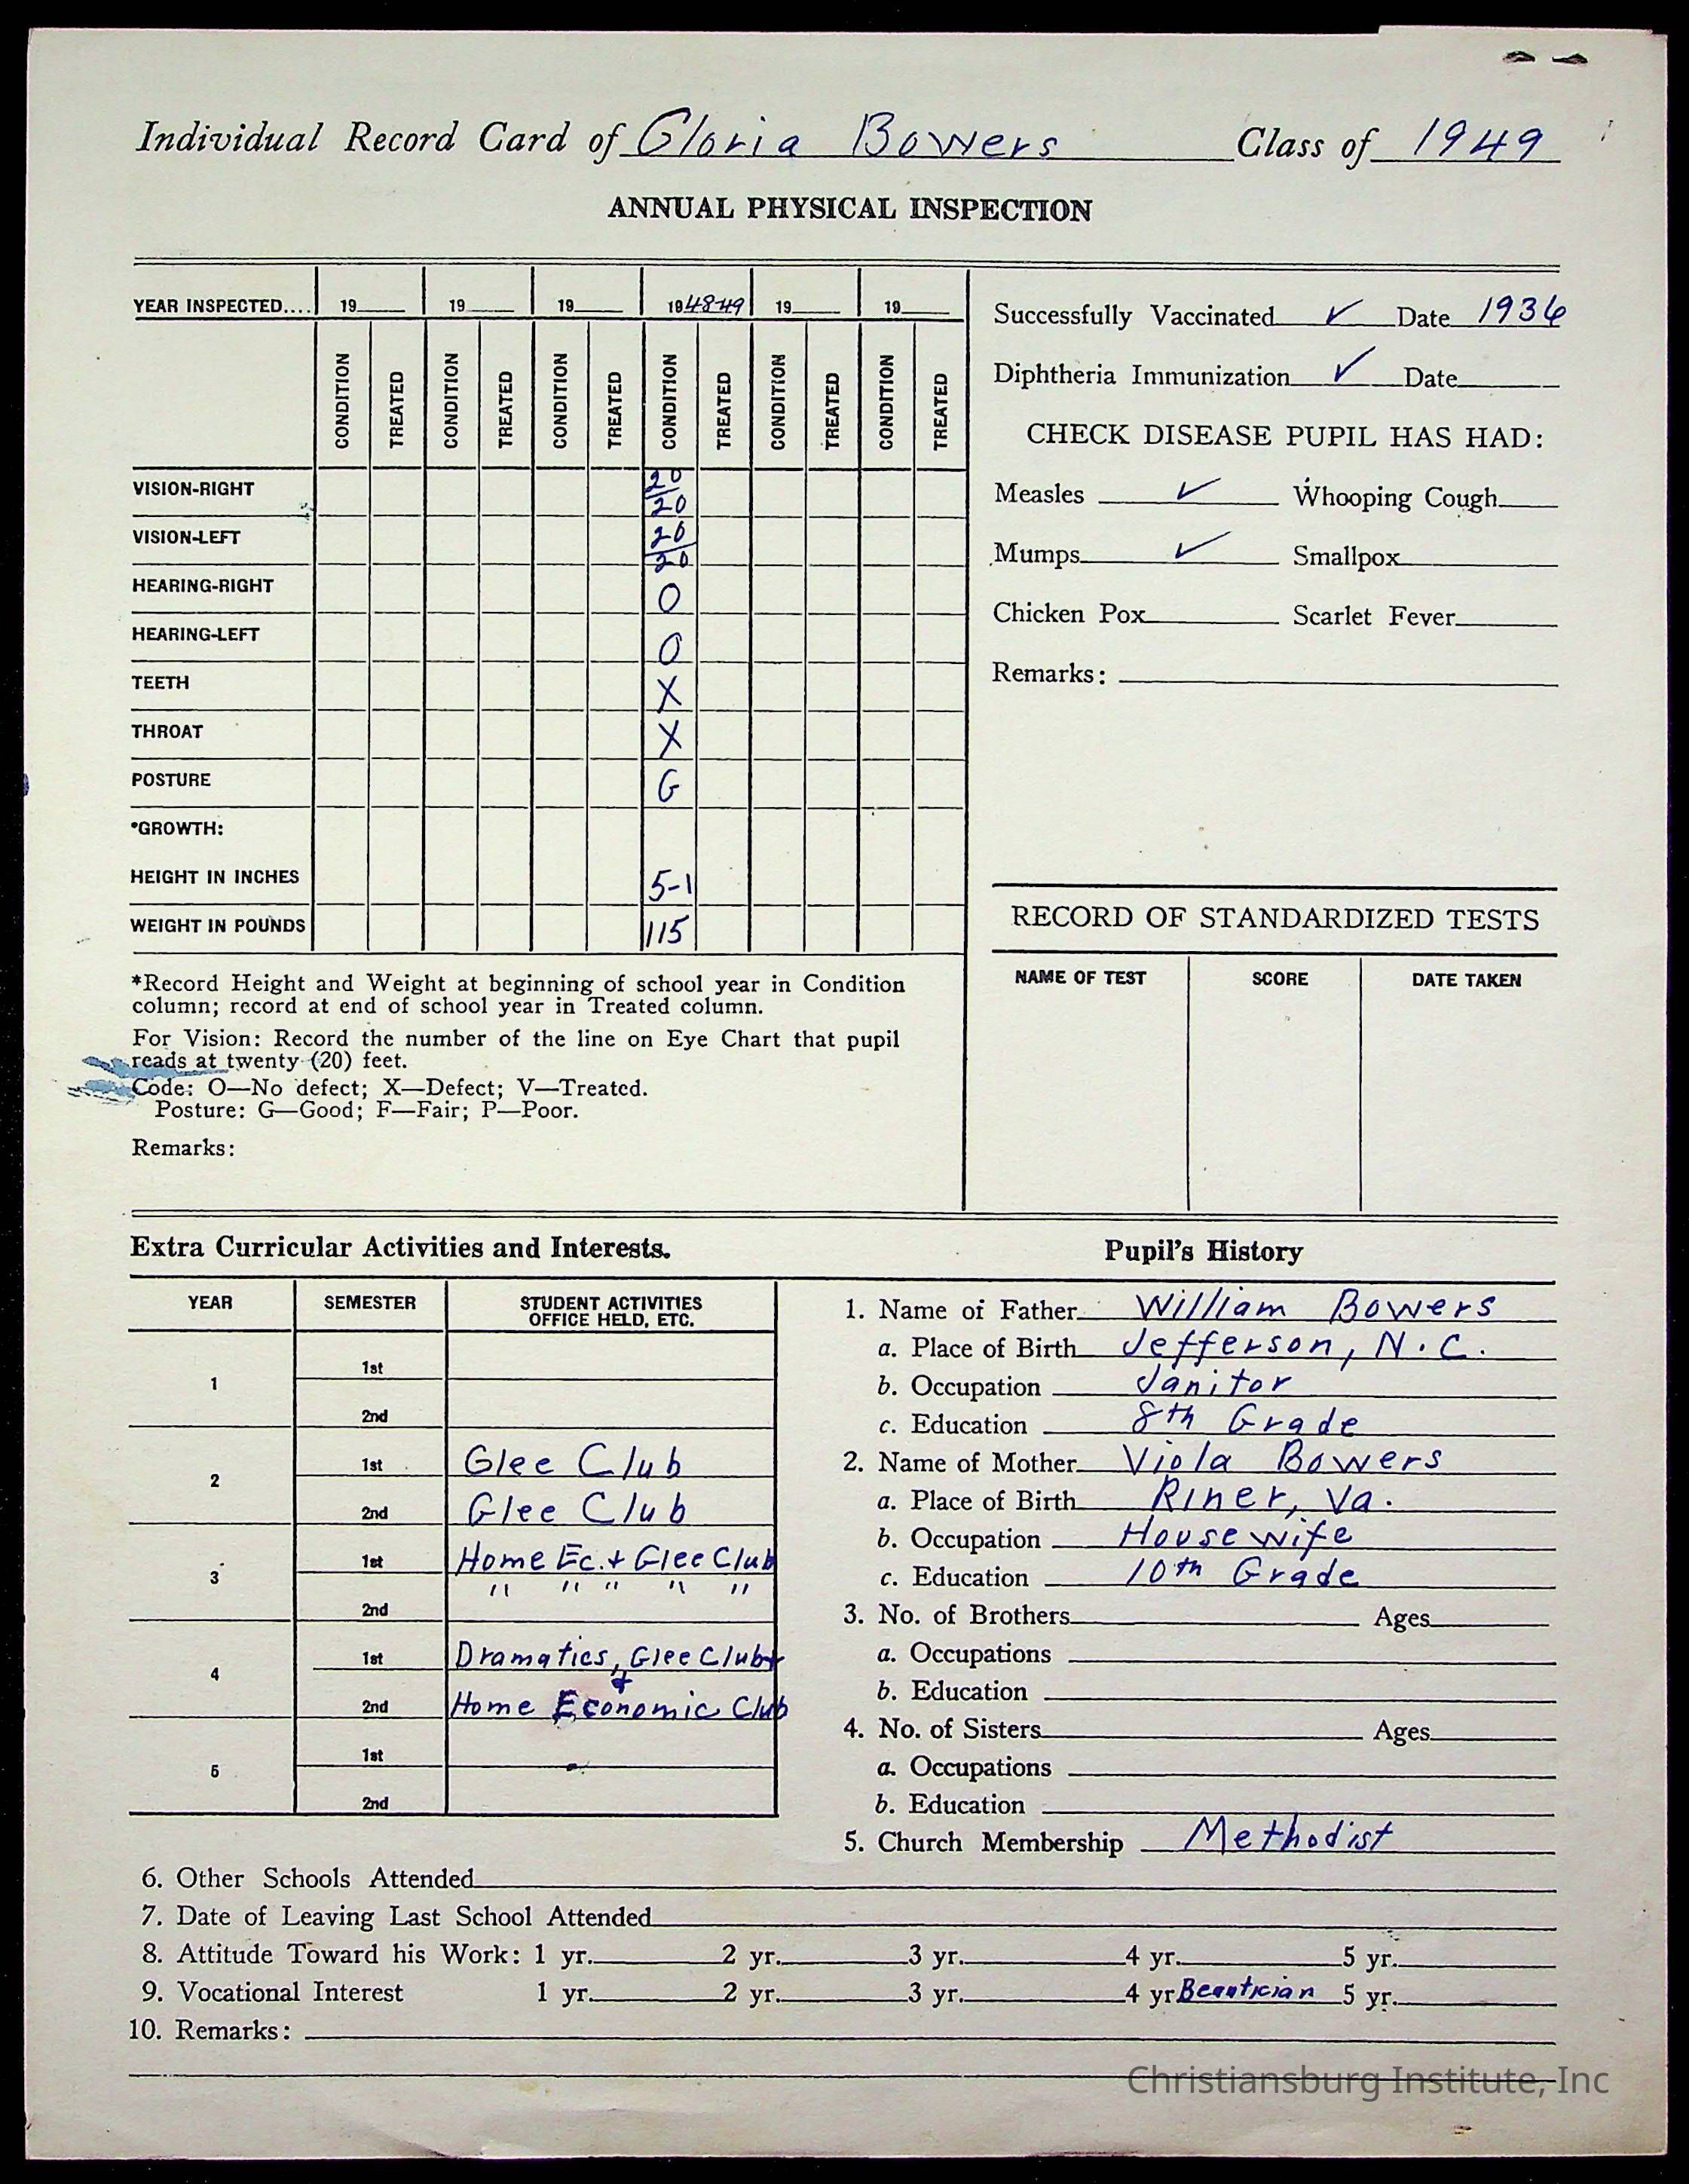 Individual Record Card of Gloria Bowers Class of 1949
ANNUAL PHYSICAL INSPECTION
YEAR INSPECTED.... 19 19 19 1948-49 19 19
CONDITION TREATED CONDITION TREATED CONDITION TREATED CONDITION TREATED CONDITION TREATED CONDITION TREATED
VISION-RIGHT 20/20
VISION-LEFT 20/20
HEARING-RIGHT O
HEARING-LEFT O
TEETH X
THROAT X
POSTURE G
*GROWTH:
HEIGHT IN INCHES 5-1
WEIGHT IN POUNDS 115
*Record Height and Weight at beginning of school year in Condition
column; record at end of school year in Treated column.
For Vision: Record the number of the line on Eye Chart that pupil
reads at twenty (20) feet.
Code: O—No defect; X—Defect; V—Treated.
Posture: G—Good; F—Fair; P—Poor.
Remarks:
Successfully Vaccinated ✓ Date 1936
Diphtheria Immunization ✓ Date
CHECK DISEASE PUPIL HAS HAD:
Measles ✓ Whooping Cough
Mumps ✓ Smallpox
Chicken Pox Scarlet Fever
Remarks:
RECORD OF STANDARDIZED TESTS
NAME OF TEST SCORE DATE TAKEN
Extra Curricular Activities and Interests.
YEAR SEMESTER STUDENT ACTIVITIES
OFFICE HELD, ETC.
1 1st
2nd
2 1st Glee Club
2nd Glee Club
3 1st Home Ec. + Glee Club
2nd " " " " "
4 1st Dramatics, Glee Club +
+
2nd Home Economic Club
5 1st
2nd
Pupil's History
1. Name of Father William Bowers
a. Place of Birth Jefferson, N.C.
b. Occupation Janitor
c. Education 8th Grade
2. Name of Mother Viola Bowers
a. Place of Birth Riner, Va.
b. Occupation Housewife
c. Education 10th Grade
3. No. of Brothers Ages
a. Occupations
b. Education
4. No. of Sisters Ages
a. Occupations
b. Education
5. Church Membership Methodist
6. Other Schools Attended
7. Date of Leaving Last School Attended
8. Attitude Toward his Work: 1 yr. 2 yr. 3 yr. 4 yr. 5 yr.
9. Vocational Interest 1 yr. 2 yr. 3 yr. 4 yr Beautician 5 yr.
10. Remarks:
Christiansburg Institute, Inc